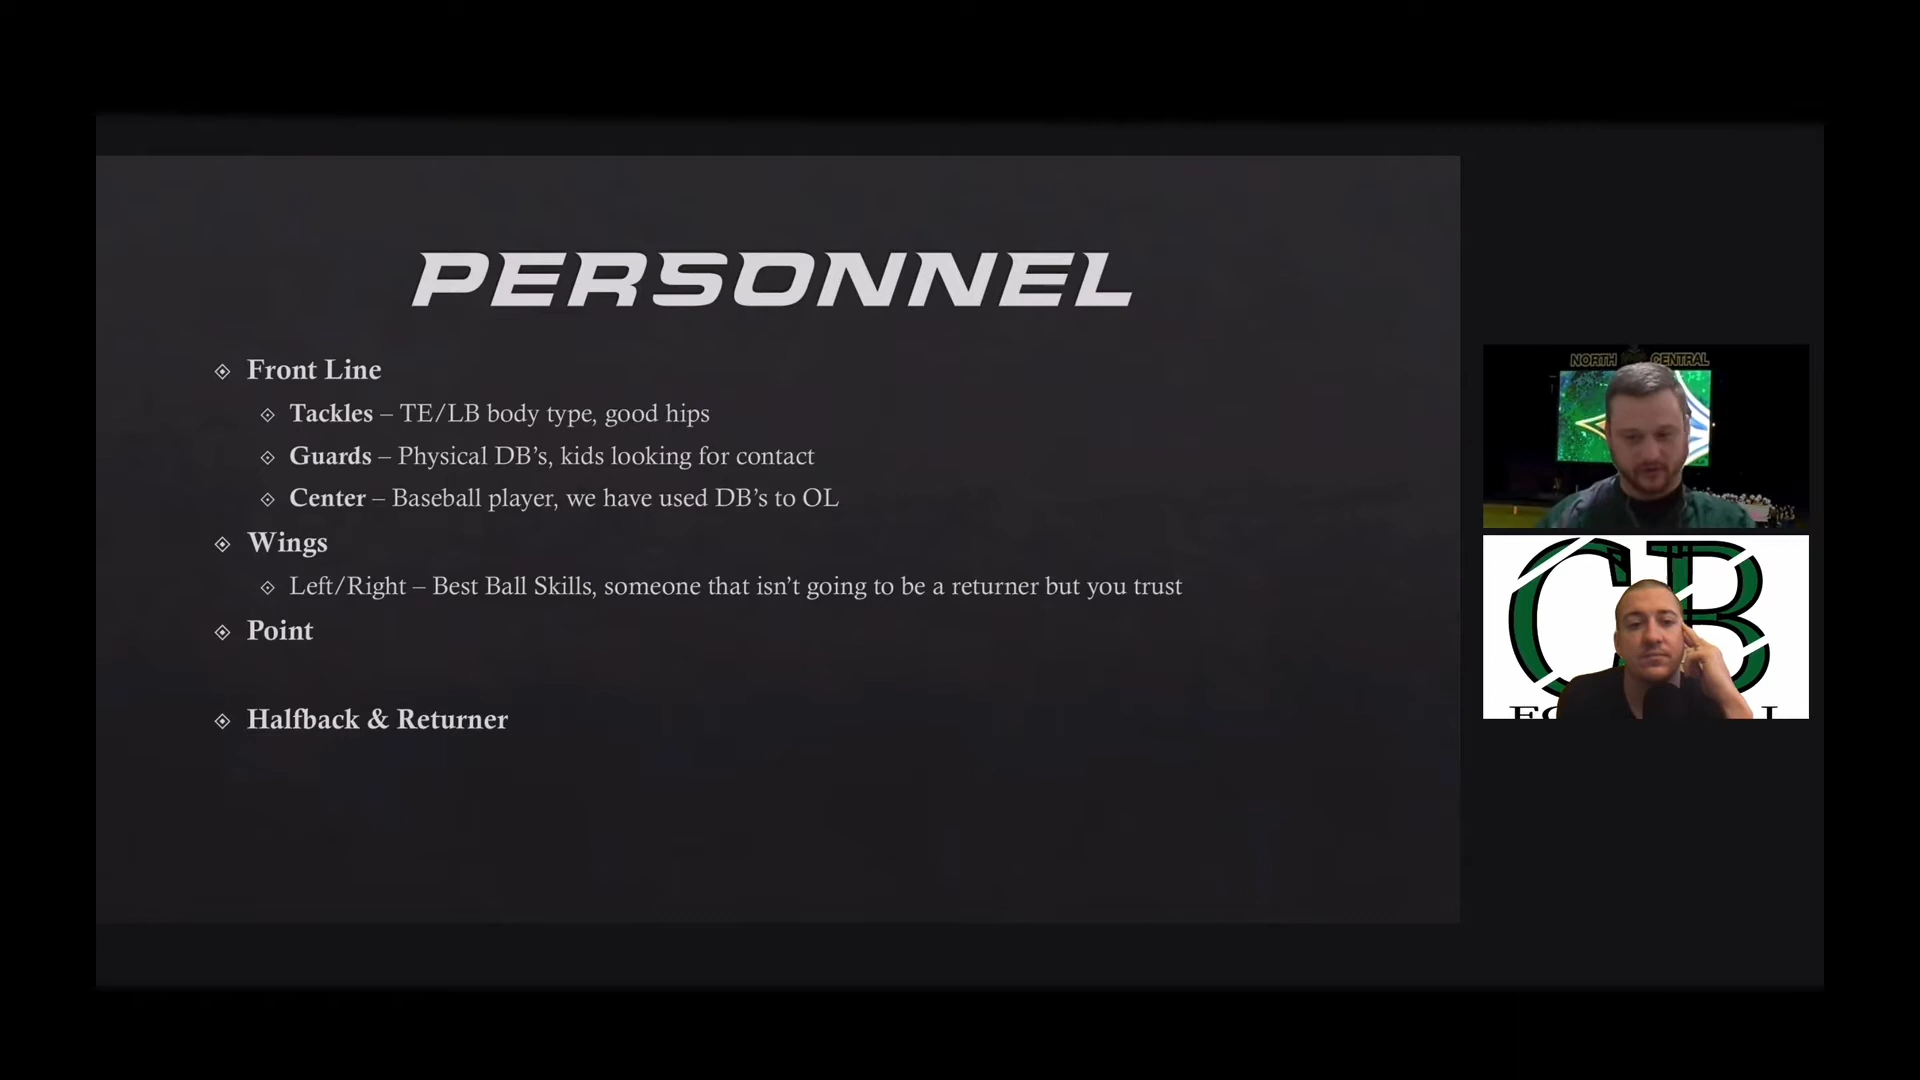 PERSONNEL
Front Line
Tackles – TE/LB body type, good hips
Guards – Physical DB's, kids looking for contact
Center – Baseball player, we have used DB's to OL
Wings
Left/Right – Best Ball Skills, someone that isn't going to be a returner but you trust
Point
Halfback & Returner
NORTH CENTRAL
CB